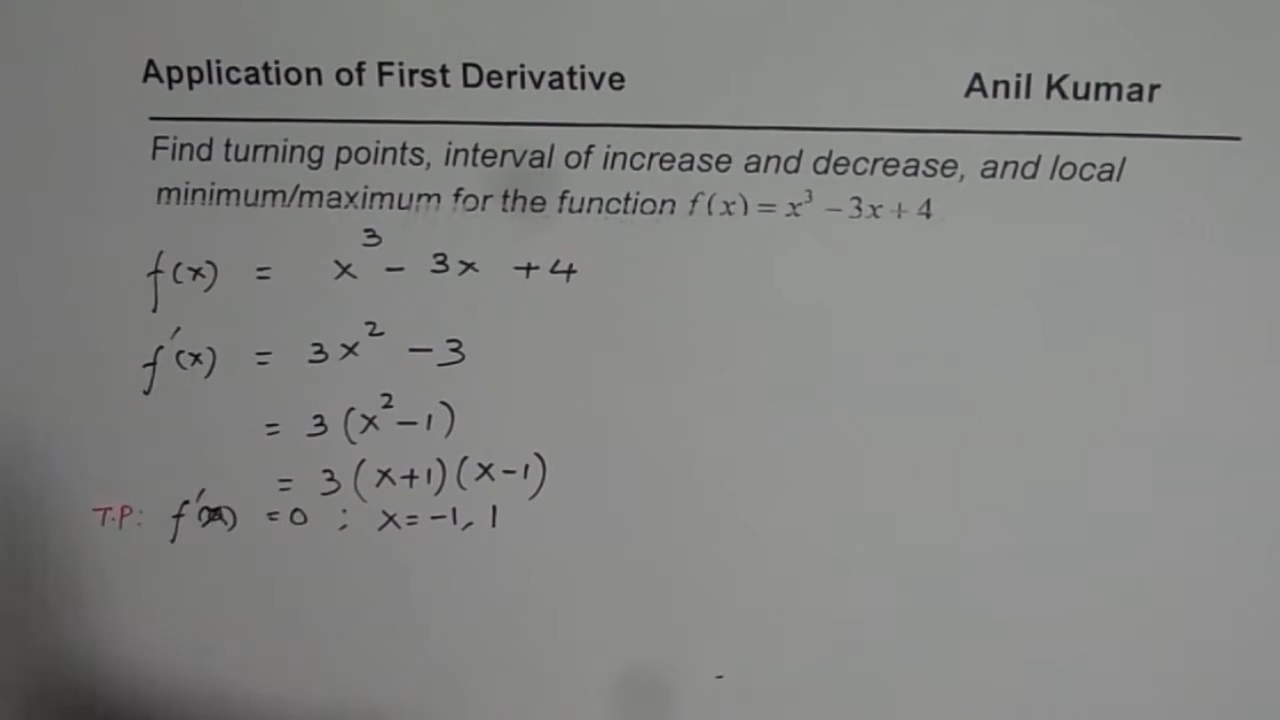 Application of First Derivative Anil Kumar
Find turning points, interval of increase and decrease, and local
minimum/maximum for the function f(x) = x³ − 3x + 4
f(x) = x³ − 3x + 4
f′(x) = 3x² − 3
= 3(x² − 1)
= 3(x+1)(x−1)
T.P: f′(x) = 0 ; x = −1, 1